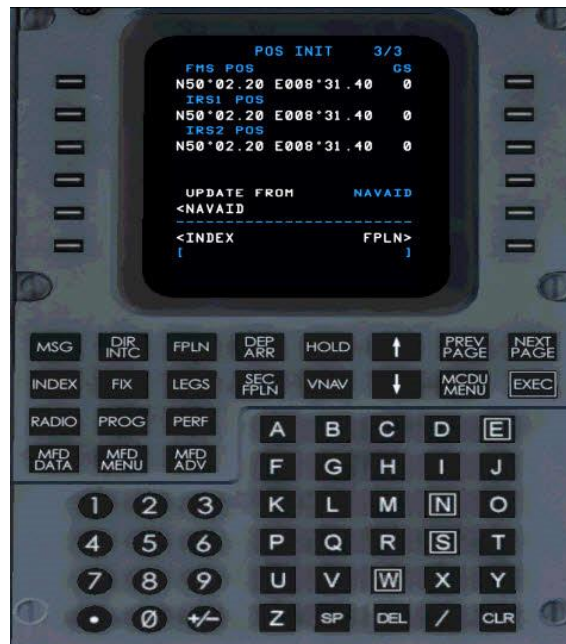 POS INIT 3/3
FMS POS GS
N50°02.20 E008°31.40 0
IRS1 POS
N50°02.20 E008°31.40 0
IRS2 POS
N50°02.20 E008°31.40 0
UPDATE FROM NAVAID
<NAVAID
------------------------
<INDEX FPLN>
[ ]
MSG DIR INTC FPLN DEP ARR HOLD ↑ PREV PAGE NEXT PAGE
INDEX FIX LEGS SEC FPLN VNAV ↓ MCDU MENU EXEC
RADIO PROG PERF
MFD DATA MFD MENU MFD ADV
A B C D E
F G H I J
1 2 3 K L M N O
4 5 6 P Q R S T
7 8 9 U V W X Y
• Ø +/- Z SP DEL / CLR